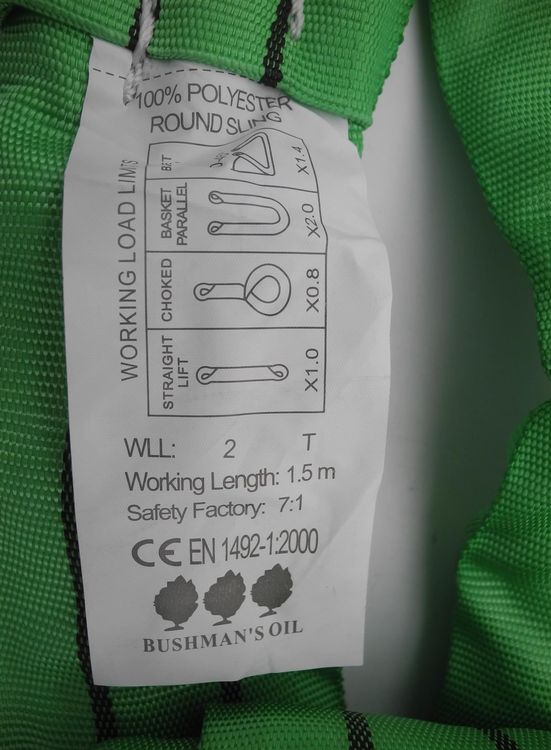 100% POLYESTER
ROUND SLING
WORKING LOAD LIMITS
X1.4
BASKET PARALLEL
X2.0
CHOKED
X0.8
STRAIGHT LIFT
X1.0
WLL: 2 T
Working Length: 1.5 m
Safety Factory: 7:1
CE EN 1492-1:2000
BUSHMAN'S OIL